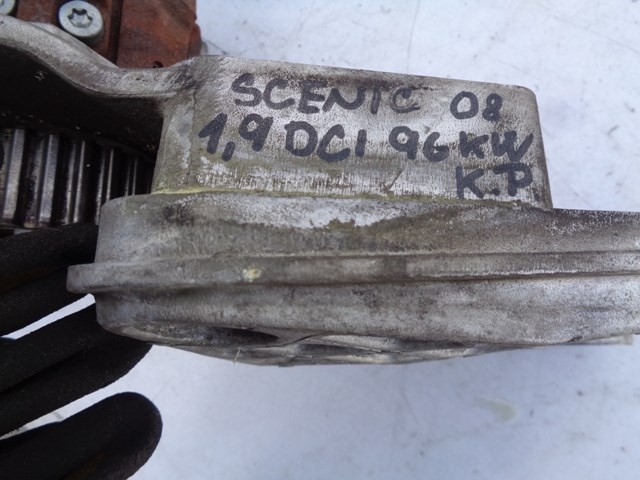 SCENIC 08
1,9 DCI 96 KW
K.P